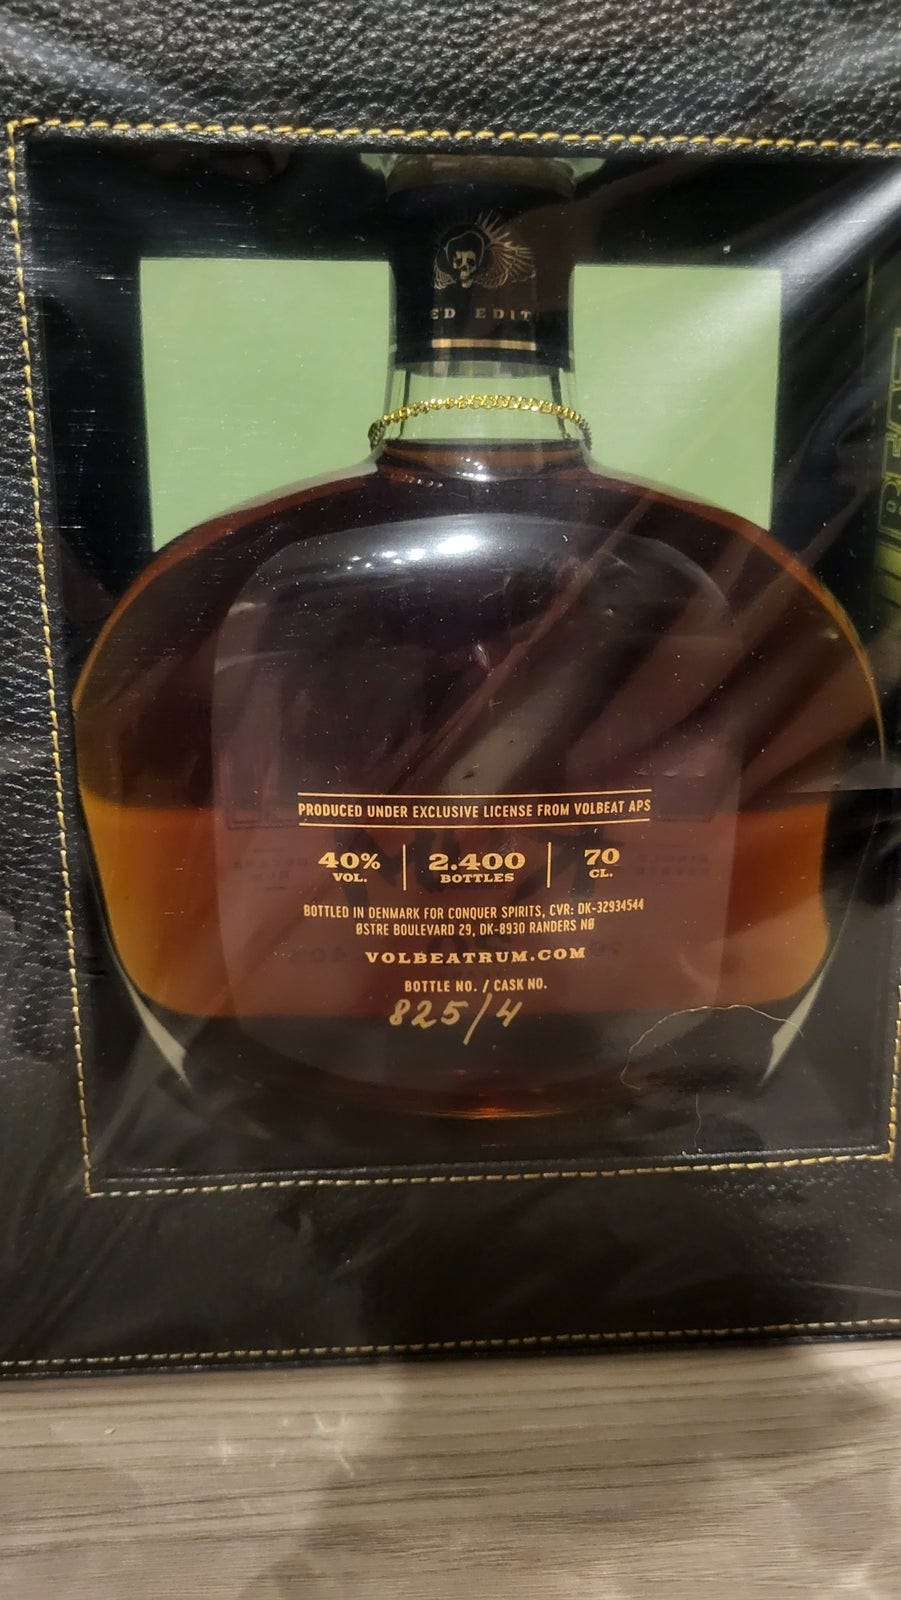 ED EDIT
PRODUCED UNDER EXCLUSIVE LICENSE FROM VOLBEAT APS
40% VOL. | 2.400 BOTTLES | 70 CL.
BOTTLED IN DENMARK FOR CONQUER SPIRITS, CVR: DK-32934544
ØSTRE BOULEVARD 29, DK-8930 RANDERS NØ
VOLBEATRUM.COM
BOTTLE NO. / CASK NO.
825/4